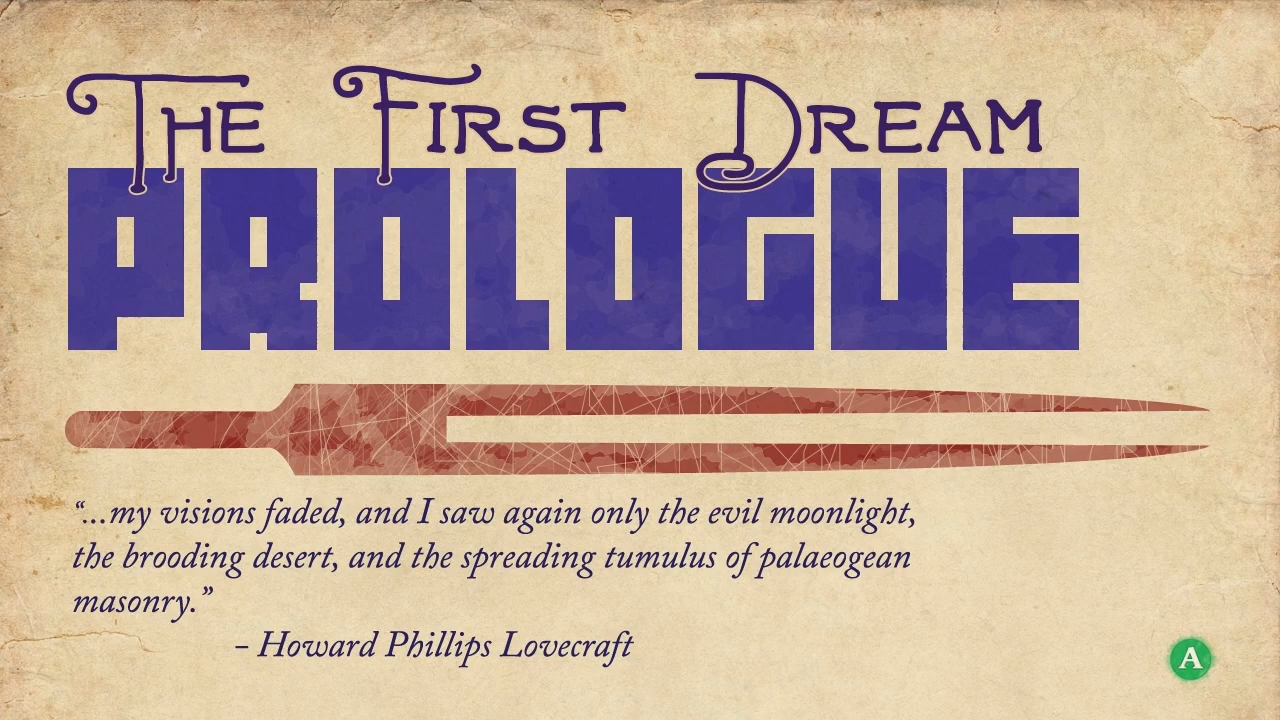 The First Dream
PROLOGUE
“...my visions faded, and I saw again only the evil moonlight,
the brooding desert, and the spreading tumulus of palaeogean
masonry.”
– Howard Phillips Lovecraft
A